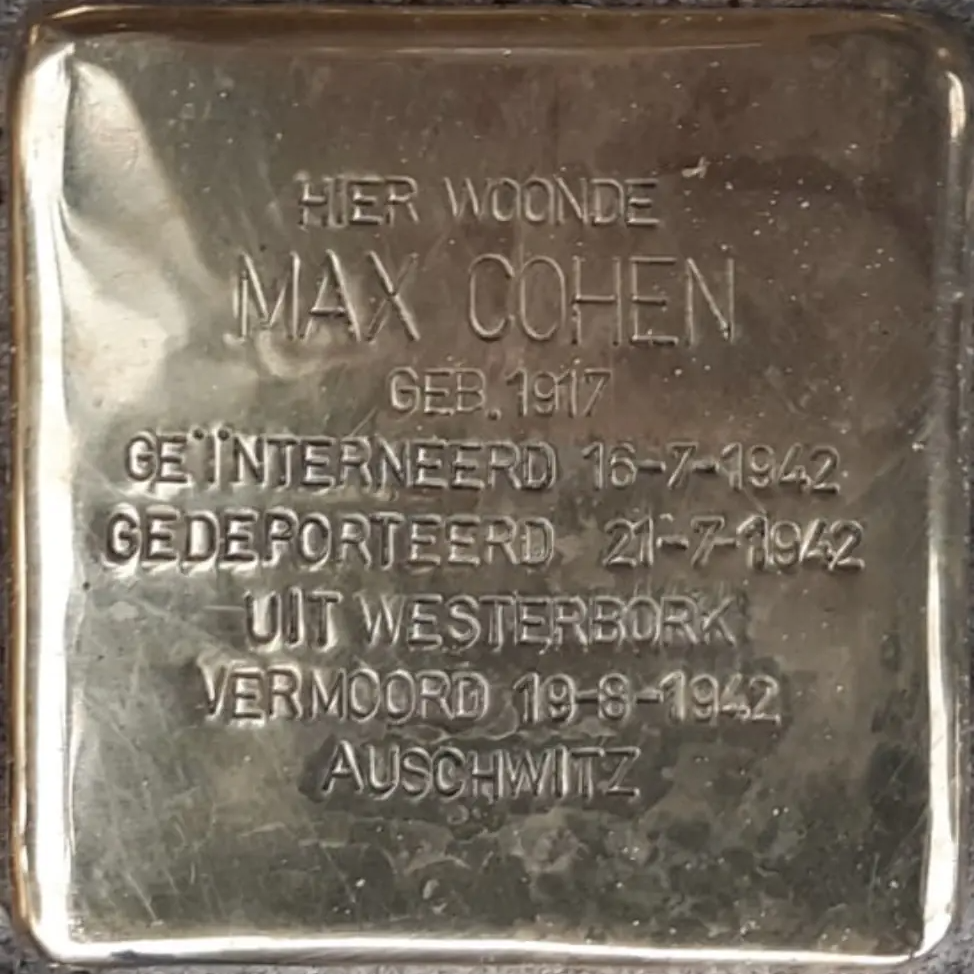 HIER WOONDE
MAX COHEN
GEB. 1917
GEÏNTERNEERD 16-7-1942
GEDEPORTEERD 21-7-1942
UIT WESTERBORK
VERMOORD 19-8-1942
AUSCHWITZ